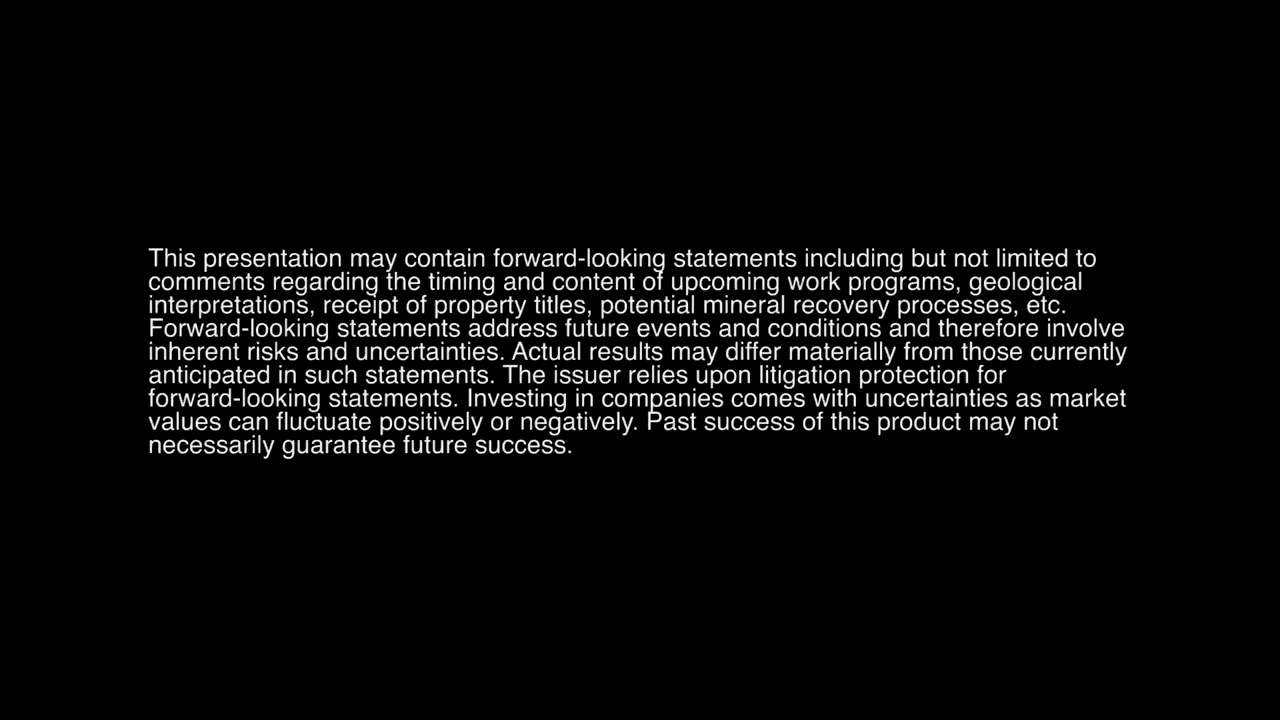 This presentation may contain forward-looking statements including but not limited to
comments regarding the timing and content of upcoming work programs, geological
interpretations, receipt of property titles, potential mineral recovery processes, etc.
Forward-looking statements address future events and conditions and therefore involve
inherent risks and uncertainties. Actual results may differ materially from those currently
anticipated in such statements. The issuer relies upon litigation protection for
forward-looking statements. Investing in companies comes with uncertainties as market
values can fluctuate positively or negatively. Past success of this product may not
necessarily guarantee future success.